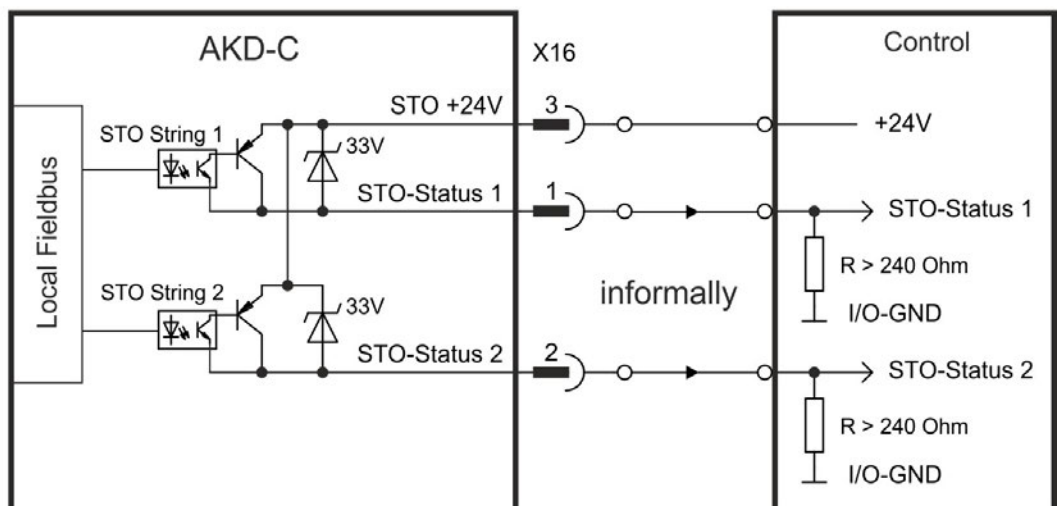 AKD-C
X16
Control
STO +24V
3
+24V
STO String 1
33V
STO-Status 1
1
STO-Status 1
R > 240 Ohm
I/O-GND
Local Fieldbus
informally
STO String 2
33V
STO-Status 2
2
STO-Status 2
R > 240 Ohm
I/O-GND